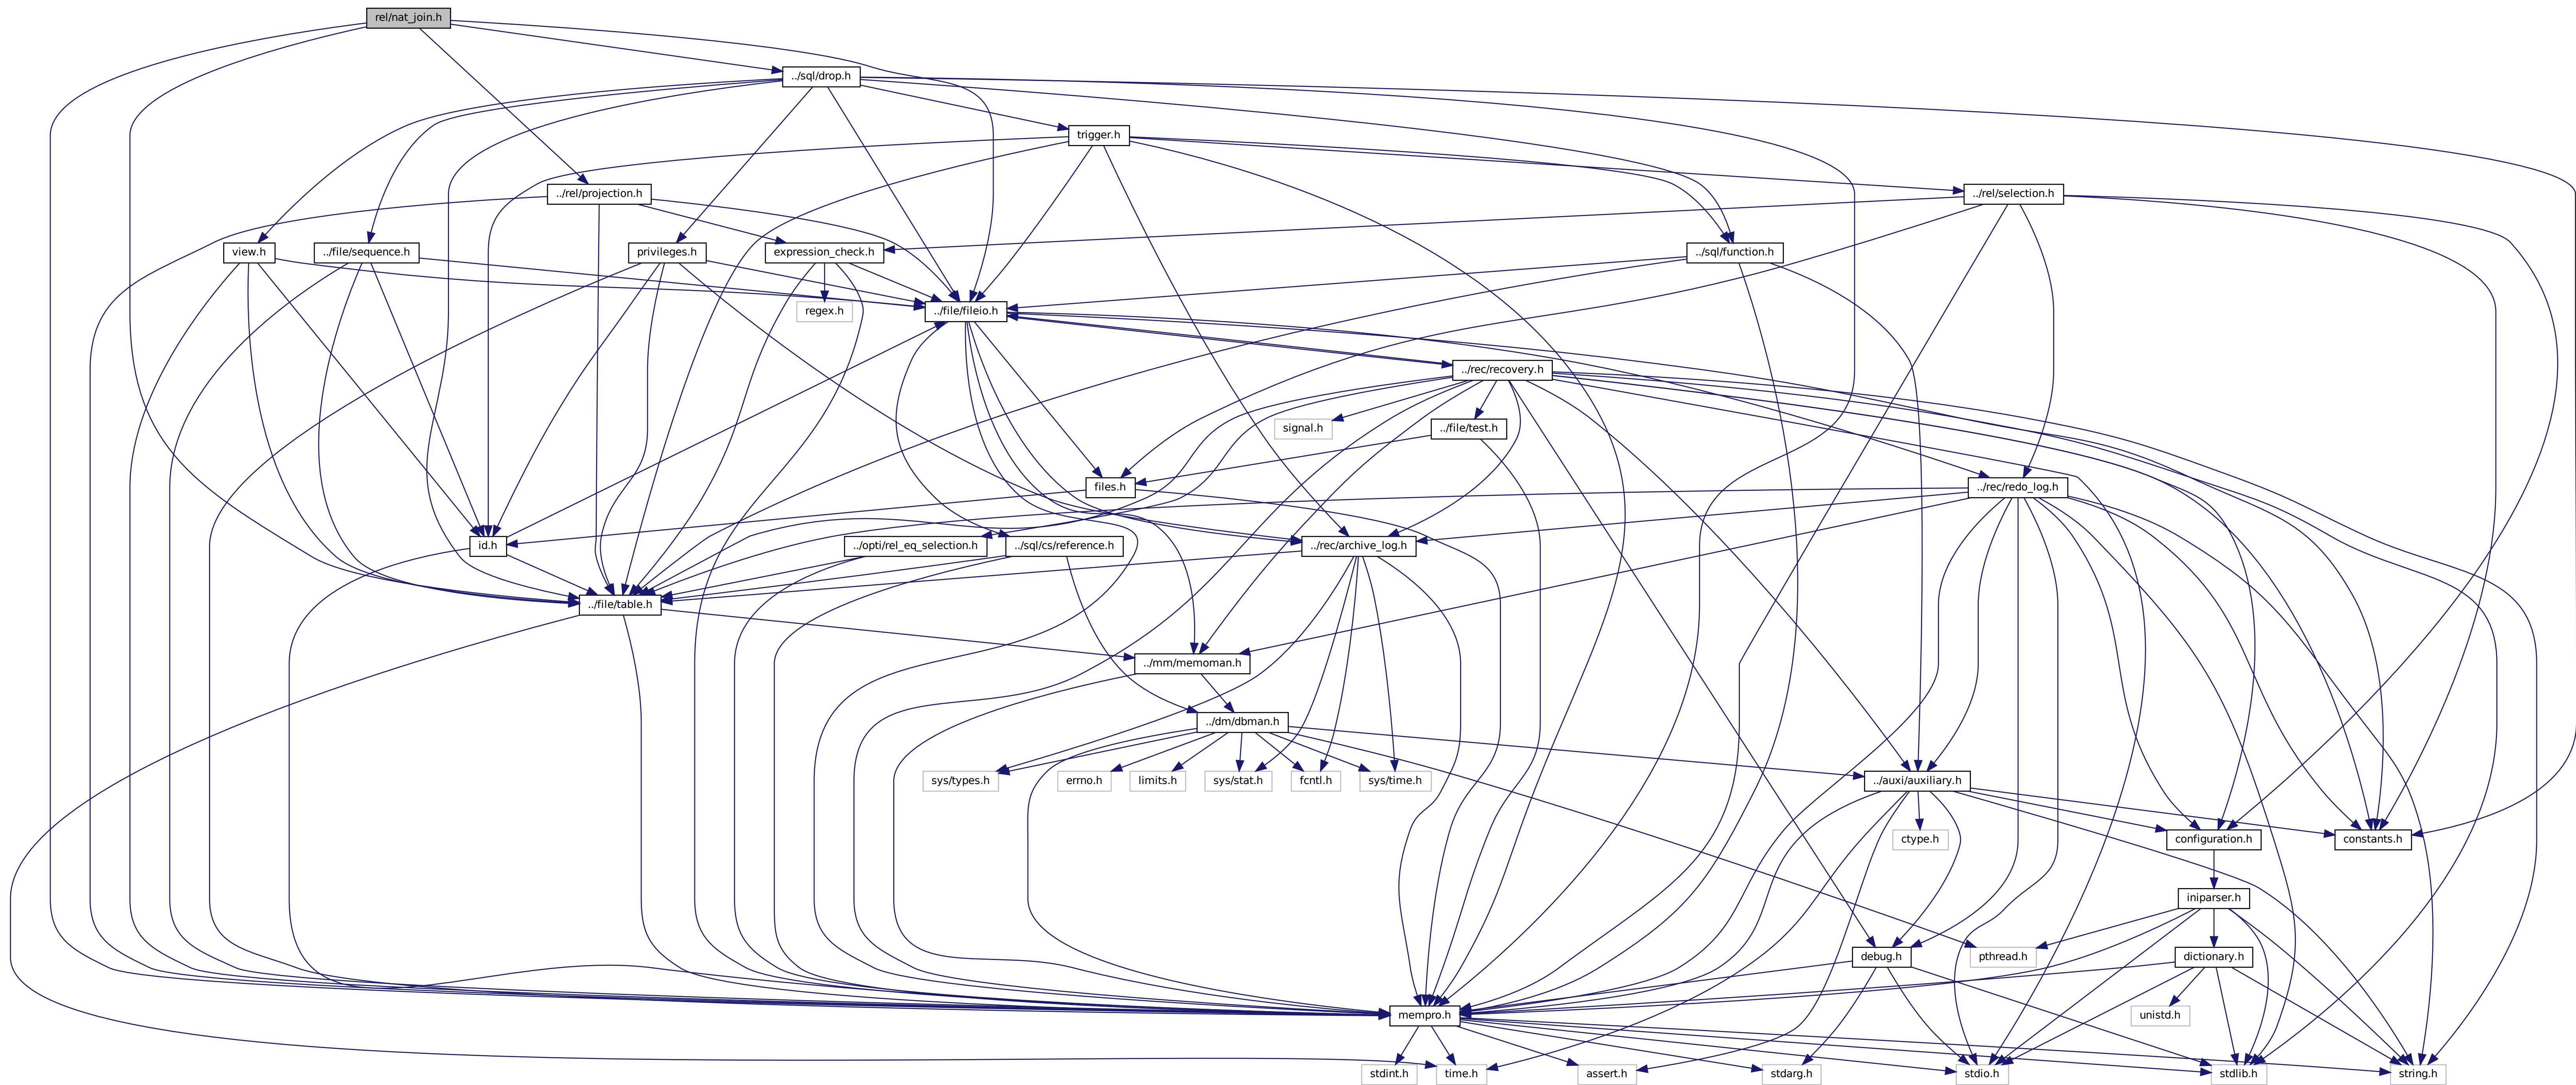 rel/nat_join.h
../sql/drop.h
trigger.h
../rel/projection.h
../rel/selection.h
view.h
../file/sequence.h
privileges.h
expression_check.h
../sql/function.h
regex.h
../file/fileio.h
../rec/recovery.h
signal.h
../file/test.h
files.h
../rec/redo_log.h
id.h
../opti/rel_eq_selection.h
../sql/cs/reference.h
../rec/archive_log.h
../file/table.h
../mm/memoman.h
../dm/dbman.h
sys/types.h
errno.h
limits.h
sys/stat.h
fcntl.h
sys/time.h
../auxi/auxiliary.h
ctype.h
configuration.h
constants.h
iniparser.h
debug.h
pthread.h
dictionary.h
mempro.h
unistd.h
stdint.h
time.h
assert.h
stdarg.h
stdio.h
stdlib.h
string.h